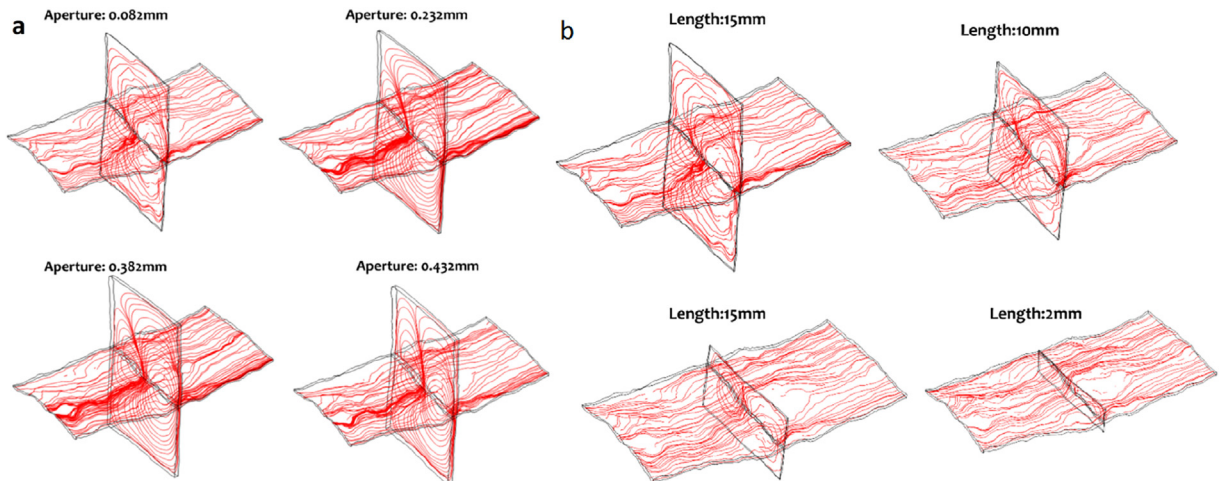 a
Aperture: 0.082mm
Aperture: 0.232mm
b
Length:15mm
Length:10mm
Aperture: 0.382mm
Aperture: 0.432mm
Length:15mm
Length:2mm